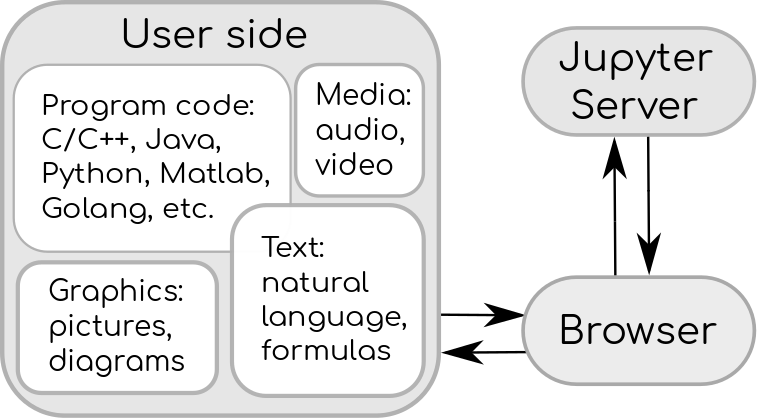 User side
Program code:
C/C++, Java,
Python, Matlab,
Golang, etc.
Media:
audio,
video
Text:
natural
language,
formulas
Graphics:
pictures,
diagrams
Jupyter
Server
Browser